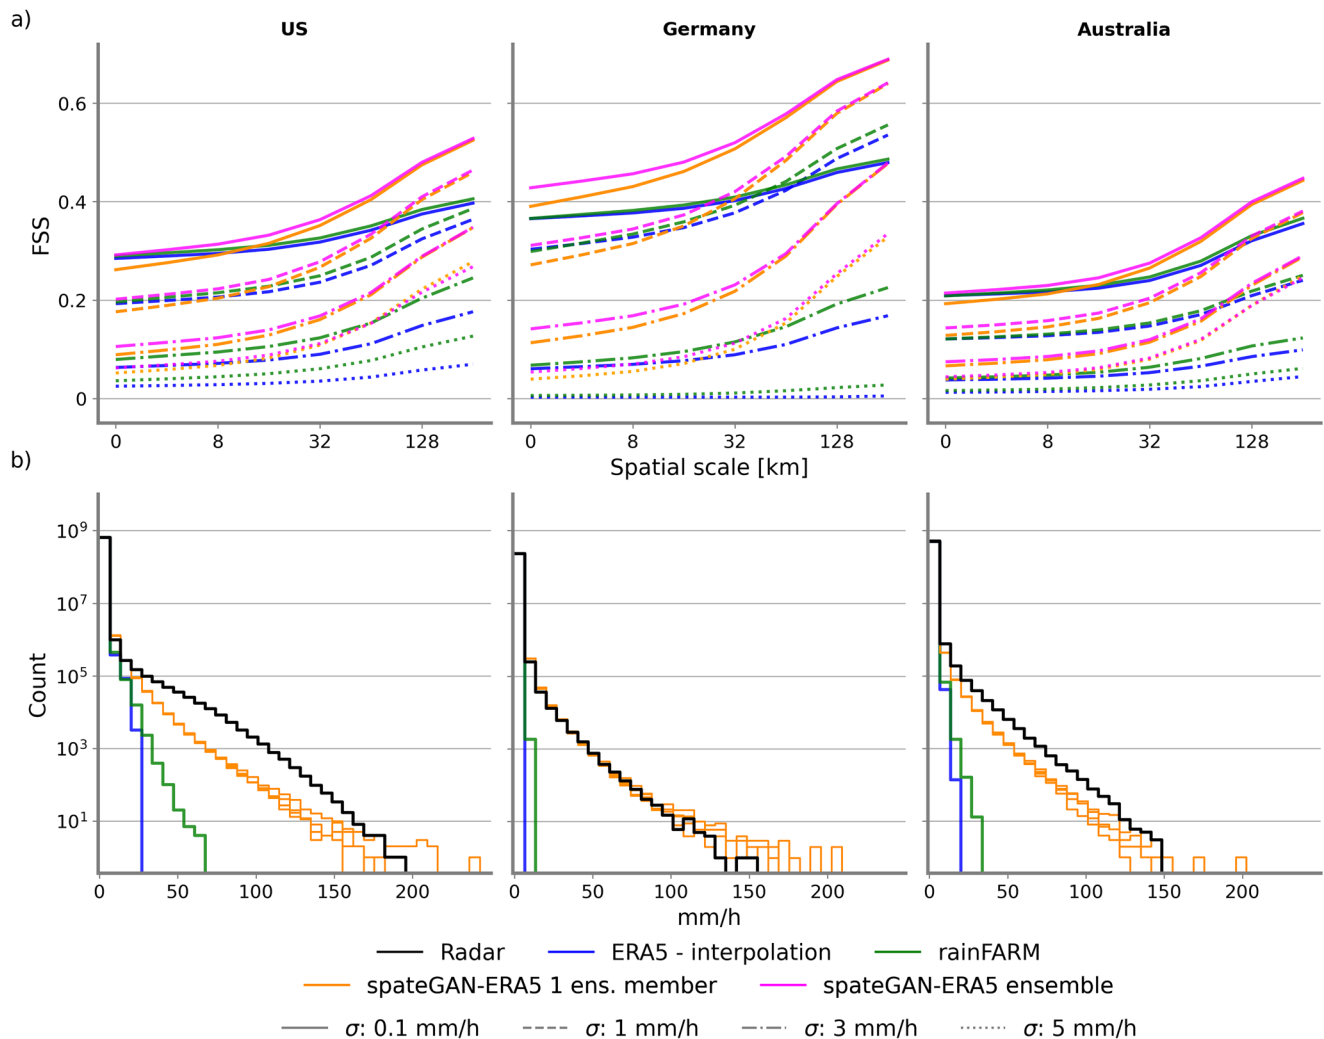 a)
US
Germany
Australia
FSS
0.6
0.4
0.2
0
0 8 32 128
0 8 32 128
0 8 32 128
Spatial scale [km]
b)
Count
10⁹
10⁷
10⁵
10³
10¹
0 50 100 150 200
0 50 100 150 200
0 50 100 150 200
mm/h
Radar
ERA5 - interpolation
rainFARM
spateGAN-ERA5 1 ens. member
spateGAN-ERA5 ensemble
σ: 0.1 mm/h
σ: 1 mm/h
σ: 3 mm/h
σ: 5 mm/h